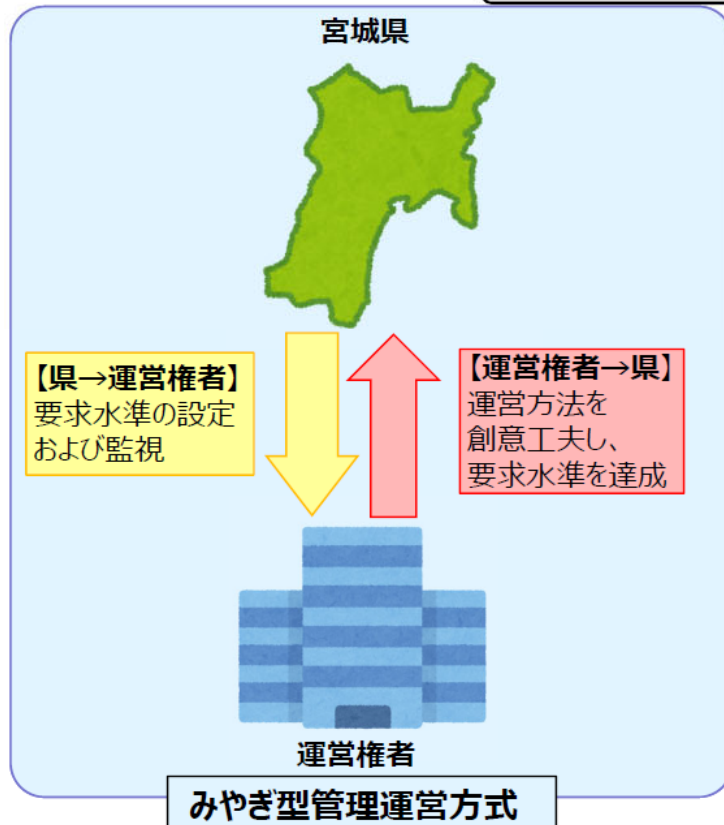 宮城県
【県→運営権者】
要求水準の設定
および監視
【運営権者→県】
運営方法を
創意工夫し、
要求水準を達成
運営権者
みやぎ型管理運営方式